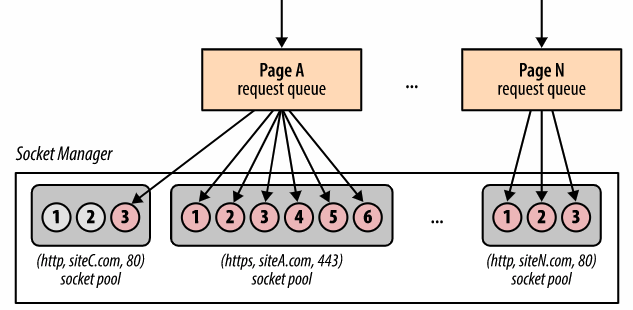 Page A
request queue
...
Page N
request queue
Socket Manager
1 2 3
1 2 3 4 5 6
...
1 2 3
(http, siteC.com, 80)
socket pool
(https, siteA.com, 443)
socket pool
(http, siteN.com, 80)
socket pool